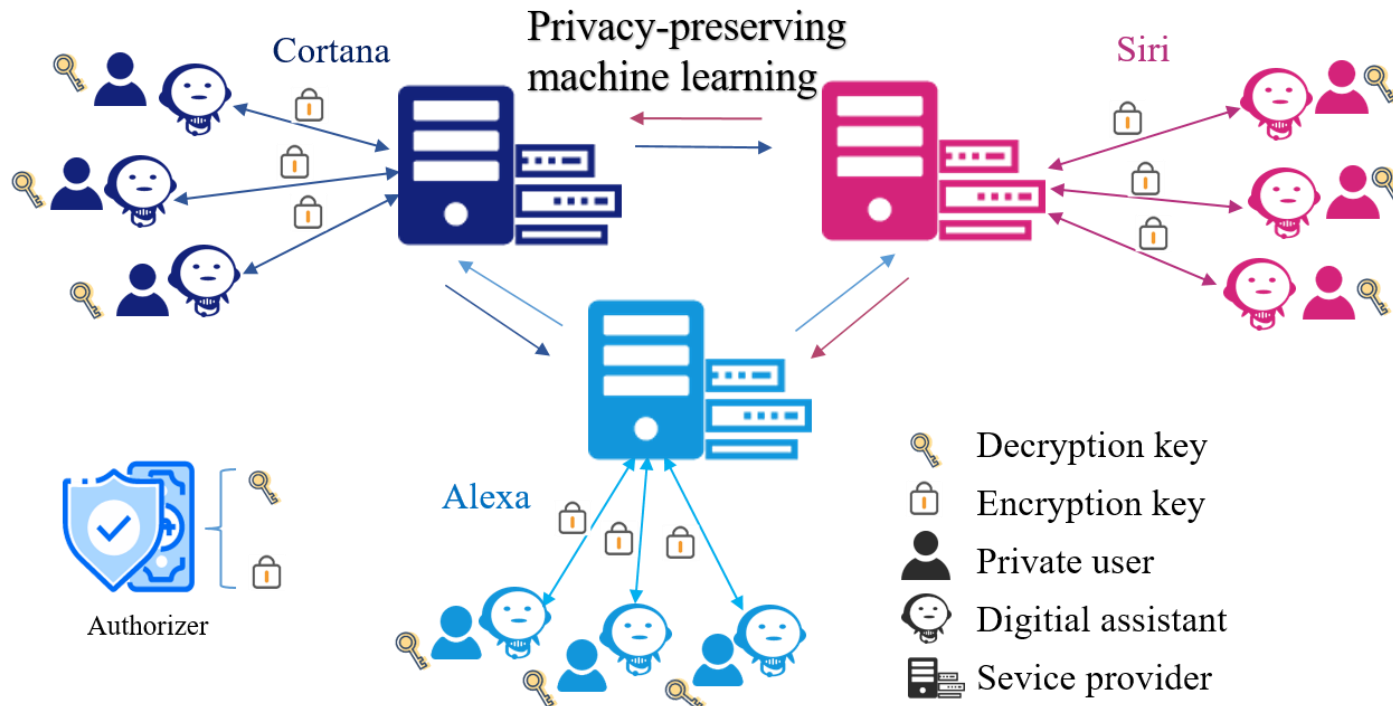 Privacy-preserving
machine learning
Cortana
Siri
Alexa
Authorizer
Decryption key
Encryption key
Private user
Digitial assistant
Sevice provider